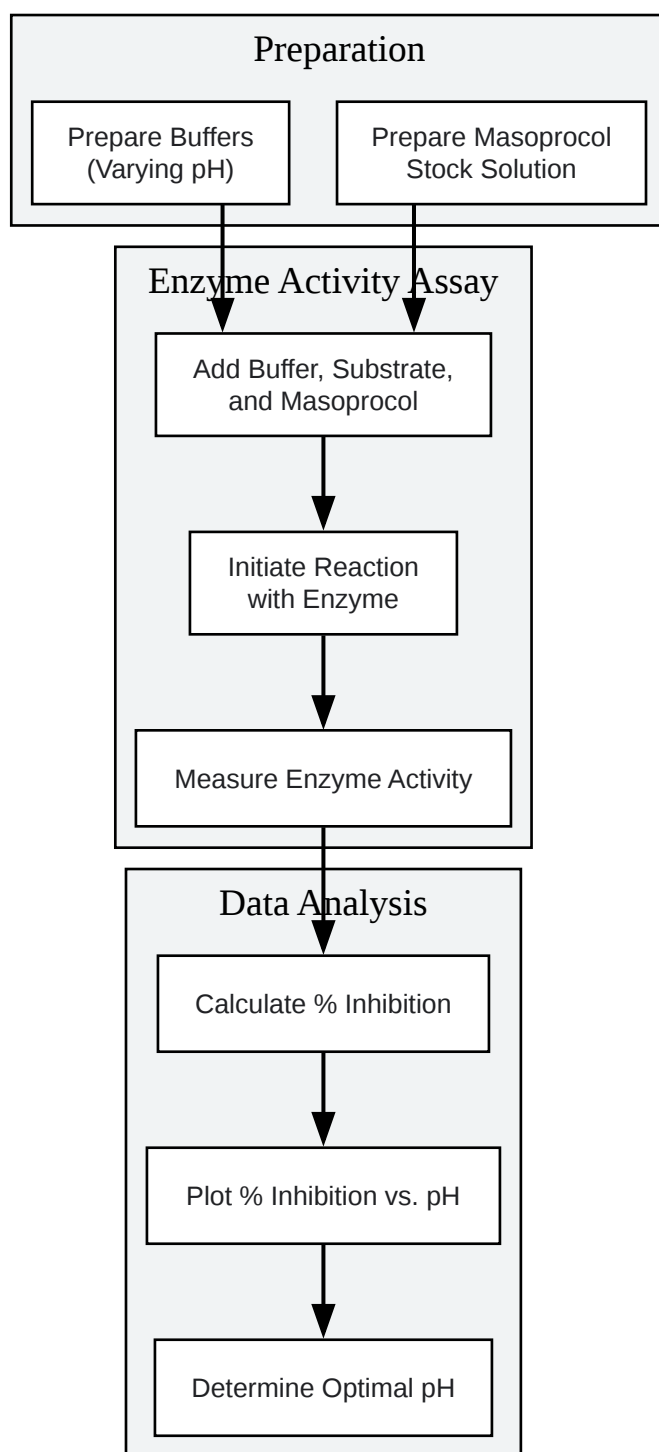 Preparation
Prepare Buffers
(Varying pH)
Prepare Masoprocol
Stock Solution
Enzyme Activity Assay
Add Buffer, Substrate,
and Masoprocol
Initiate Reaction
with Enzyme
Measure Enzyme Activity
Data Analysis
Calculate % Inhibition
Plot % Inhibition vs. pH
Determine Optimal pH